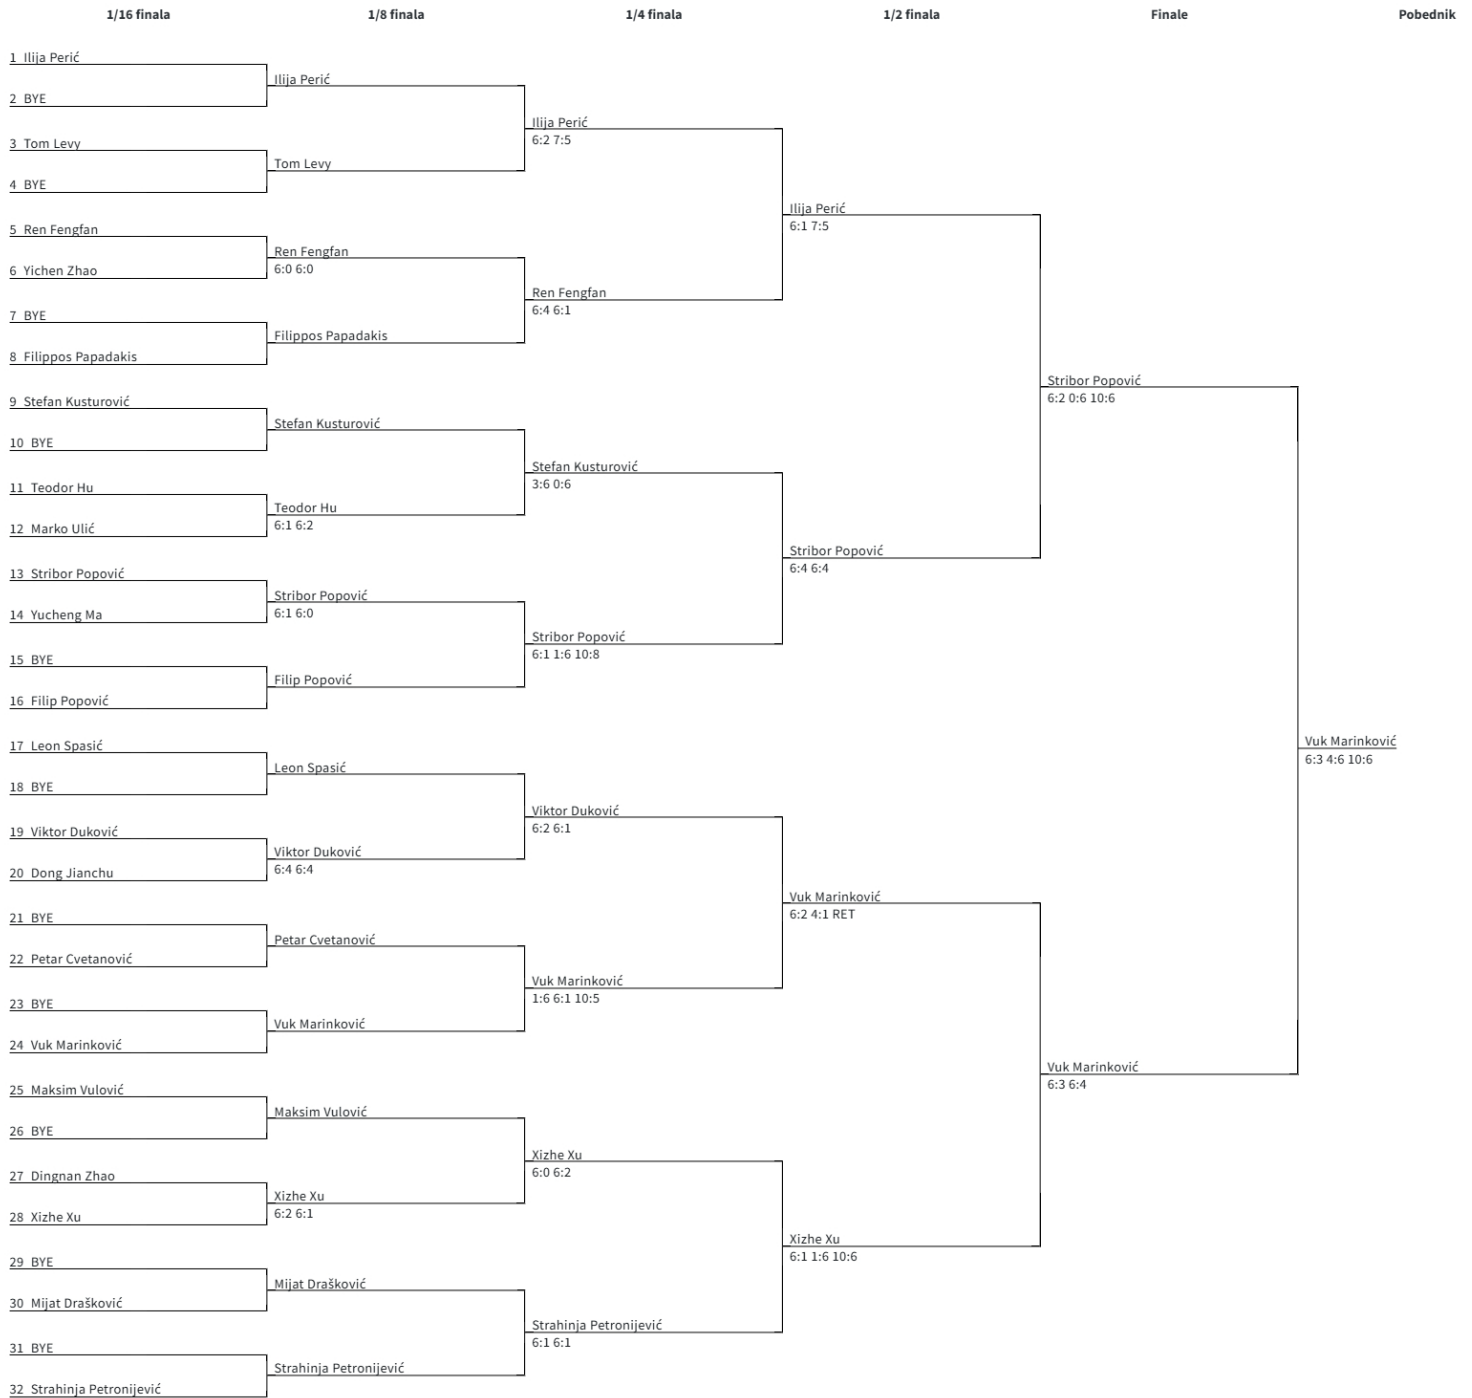 1/16 finala 1/8 finala 1/4 finala 1/2 finala Finale Pobednik
1 Ilija Perić
Ilija Perić
2 BYE
Ilija Perić
6:2 7:5
3 Tom Levy
Tom Levy
4 BYE
Ilija Perić
6:1 7:5
5 Ren Fengfan
Ren Fengfan
6:0 6:0
6 Yichen Zhao
Ren Fengfan
6:4 6:1
7 BYE
Filippos Papadakis
8 Filippos Papadakis
Stribor Popović
6:2 0:6 10:6
9 Stefan Kusturović
Stefan Kusturović
10 BYE
Stefan Kusturović
3:6 0:6
11 Teodor Hu
Teodor Hu
6:1 6:2
12 Marko Ulić
Stribor Popović
6:4 6:4
13 Stribor Popović
Stribor Popović
6:1 6:0
14 Yucheng Ma
Stribor Popović
6:1 1:6 10:8
15 BYE
Filip Popović
16 Filip Popović
Vuk Marinković
6:3 4:6 10:6
17 Leon Spasić
Leon Spasić
18 BYE
Viktor Duković
6:2 6:1
19 Viktor Duković
Viktor Duković
6:4 6:4
20 Dong Jianchu
Vuk Marinković
6:2 4:1 RET
21 BYE
Petar Cvetanović
22 Petar Cvetanović
Vuk Marinković
1:6 6:1 10:5
23 BYE
Vuk Marinković
24 Vuk Marinković
Vuk Marinković
6:3 6:4
25 Maksim Vulović
Maksim Vulović
26 BYE
Xizhe Xu
6:0 6:2
27 Dingnan Zhao
Xizhe Xu
6:2 6:1
28 Xizhe Xu
Xizhe Xu
6:1 1:6 10:6
29 BYE
Mijat Drašković
30 Mijat Drašković
Strahinja Petronijević
6:1 6:1
31 BYE
Strahinja Petronijević
32 Strahinja Petronijević